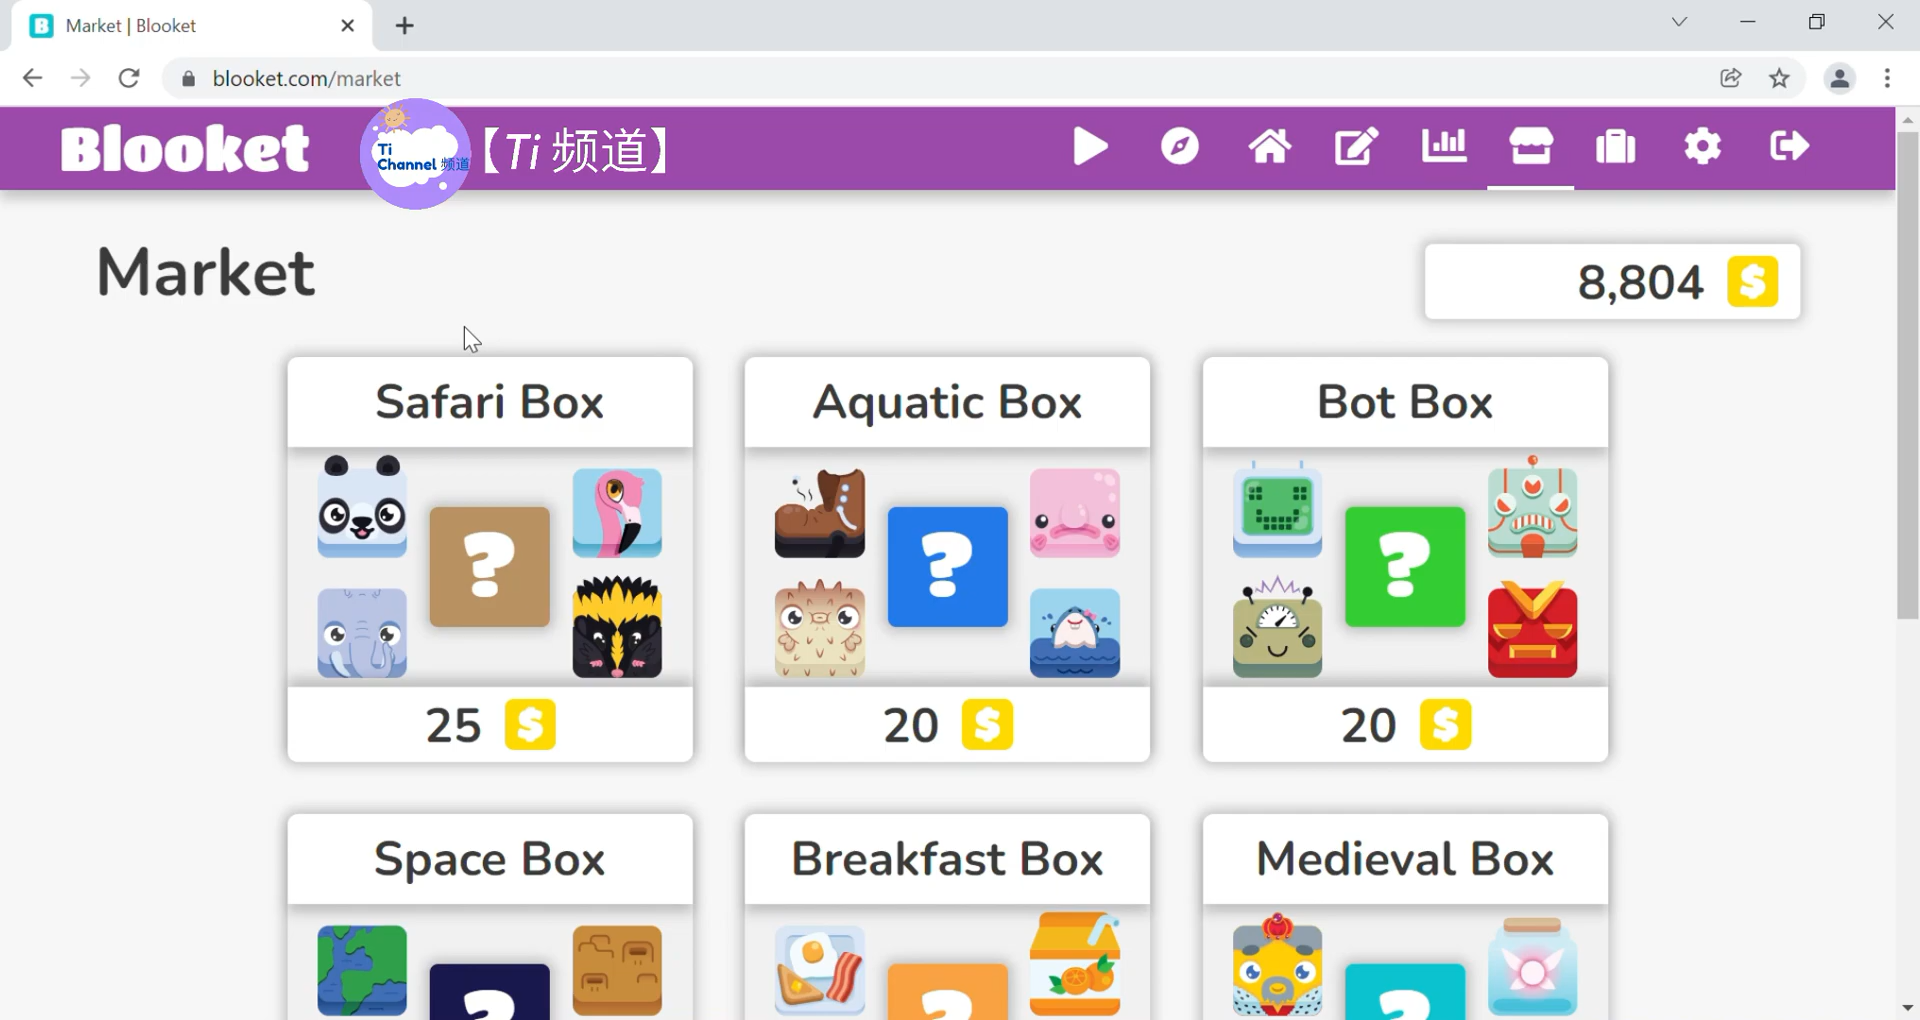 Market | Blooket
blooket.com/market
Blooket
Ti
Channel 频道
【Ti 频道】
Market
8,804
Safari Box
Aquatic Box
Bot Box
?
?
?
25
20
20
Space Box
Breakfast Box
Medieval Box
?
?
?